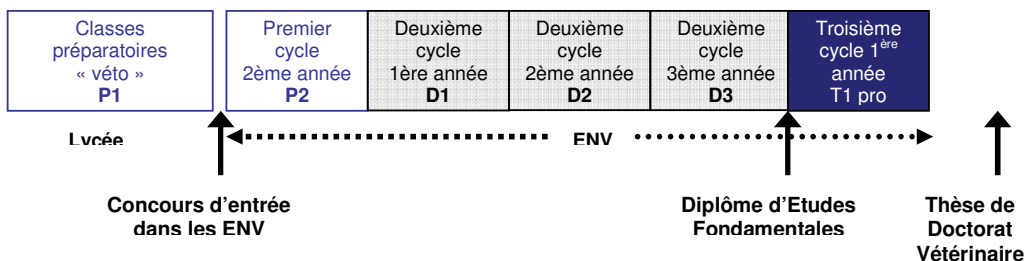 Classes
préparatoires
« véto »
P1
Premier
cycle
2ème année
P2
Deuxième
cycle
1ère année
D1
Deuxième
cycle
2ème année
D2
Deuxième
cycle
3ème année
D3
Troisième
cycle 1ère
année
T1 pro
Lycée
ENV
Concours d'entrée
dans les ENV
Diplôme d'Etudes
Fondamentales
Thèse de
Doctorat
Vétérinaire